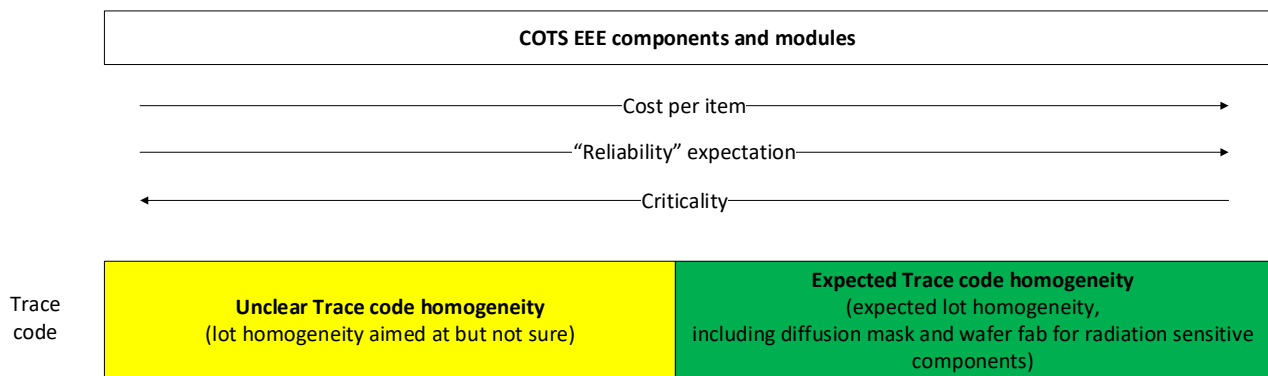 COTS EEE components and modules
Cost per item
“Reliability” expectation
Criticality
Trace
code
Unclear Trace code homogeneity
(lot homogeneity aimed at but not sure)
Expected Trace code homogeneity
(expected lot homogeneity,
including diffusion mask and wafer fab for radiation sensitive
components)